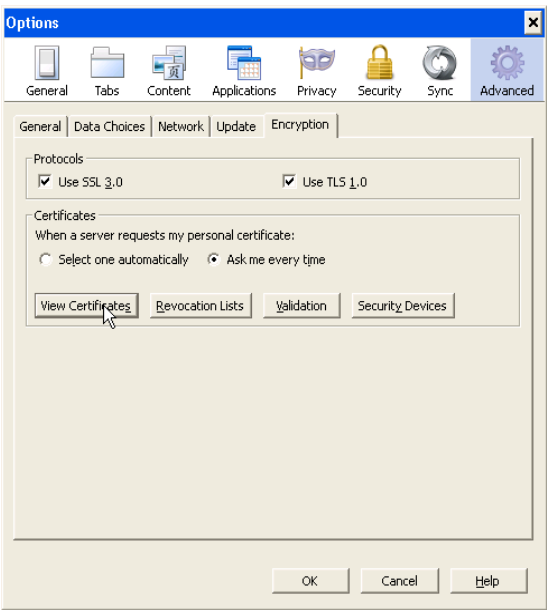 Options
General Tabs Content Applications Privacy Security Sync Advanced
General Data Choices Network Update Encryption
Protocols
Use SSL 3.0 Use TLS 1.0
Certificates
When a server requests my personal certificate:
Select one automatically Ask me every time
View Certificates Revocation Lists Validation Security Devices
OK Cancel Help